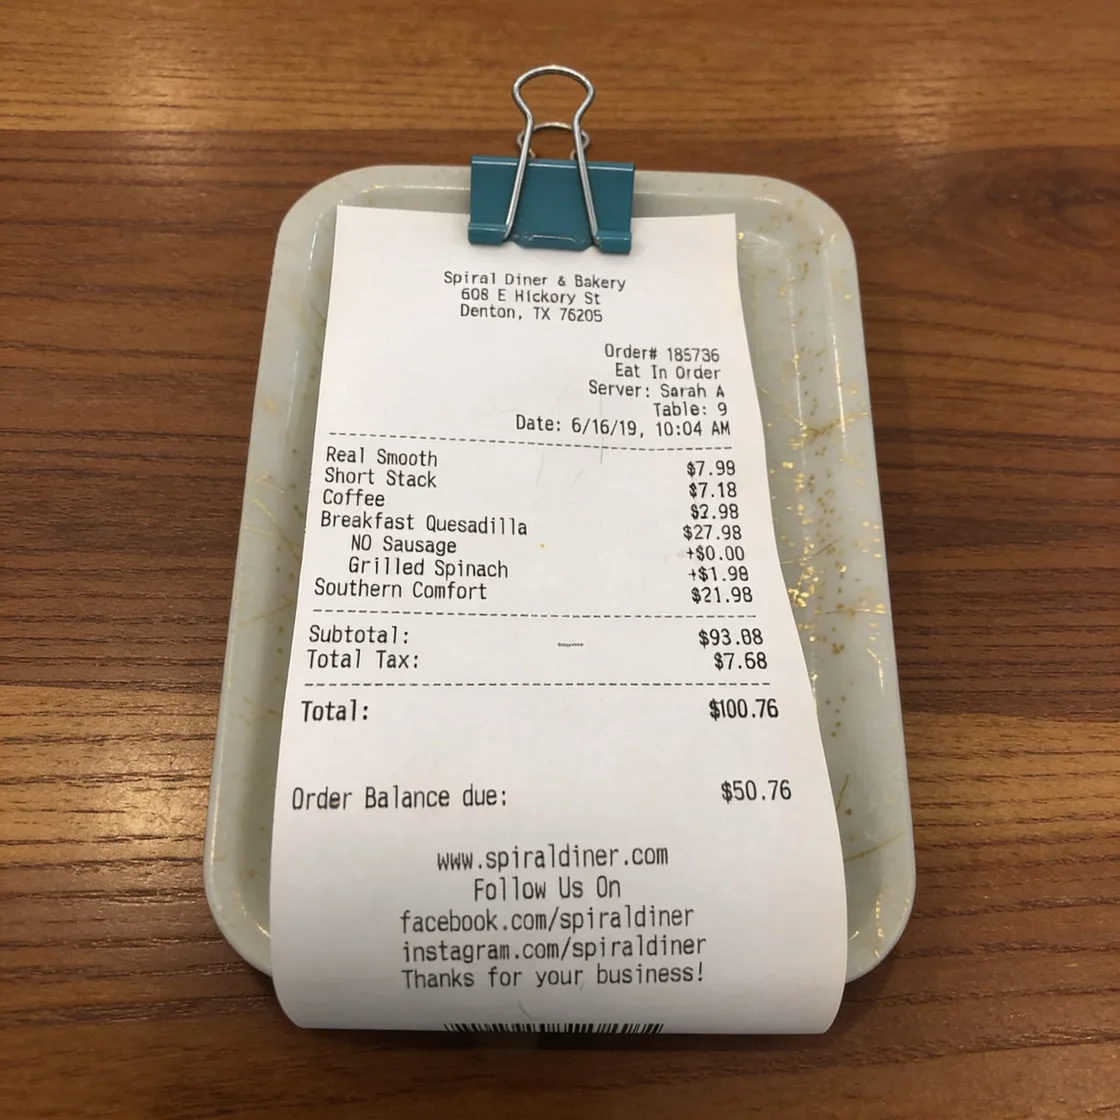 Spiral Diner & Bakery
608 E Hickory St
Denton, TX 76205
Order# 185736
Eat In Order
Server: Sarah A
Table: 9
Date: 6/16/19, 10:04 AM
Real Smooth $7.98
Short Stack $7.18
Coffee $2.98
Breakfast Quesadilla $27.98
NO Sausage +$0.00
Grilled Spinach +$1.98
Southern Comfort $21.98
Subtotal: $93.08
Total Tax: $7.68
Total: $100.76
Order Balance due: $50.76
www.spiraldiner.com
Follow Us On
facebook.com/spiraldiner
instagram.com/spiraldiner
Thanks for your business!